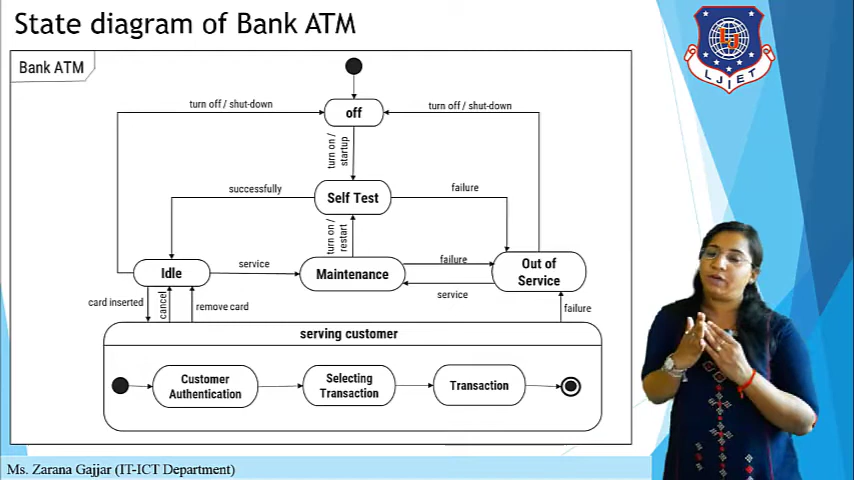 State diagram of Bank ATM
LJIET
Bank ATM
turn off / shut-down
turn off / shut-down
off
turn on /
startup
successfully
Self Test
failure
turn on /
restart
Idle
service
Maintenance
failure
service
Out of
Service
card inserted
cancel
remove card
failure
serving customer
Customer
Authentication
Selecting
Transaction
Transaction
Ms. Zarana Gajjar (IT-ICT Department)